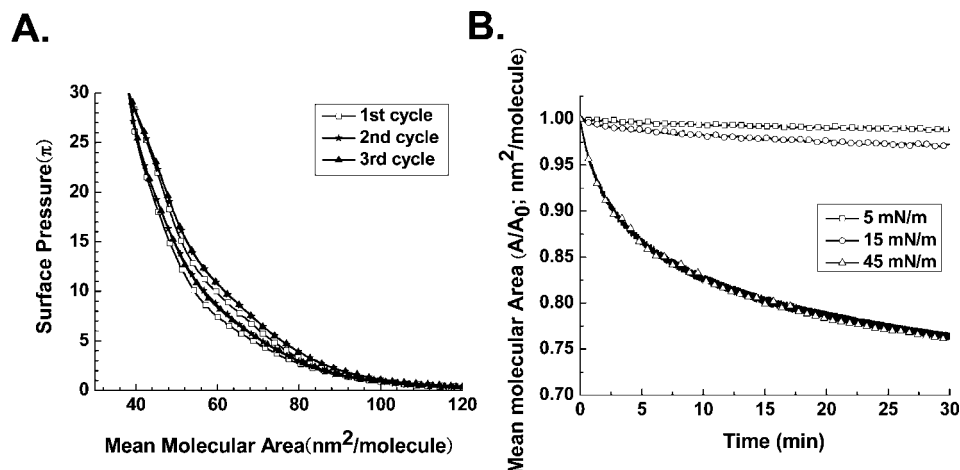 A.
30
25
20
15
10
5
0
Surface Pressure(π)
1st cycle
2nd cycle
3rd cycle
40 60 80 100 120
Mean Molecular Area(nm²/molecule)
B.
Mean molecular Area (A/A₀; nm²/molecule)
1.00
0.95
0.90
0.85
0.80
0.75
0.70
5 mN/m
15 mN/m
45 mN/m
0 5 10 15 20 25 30
Time (min)